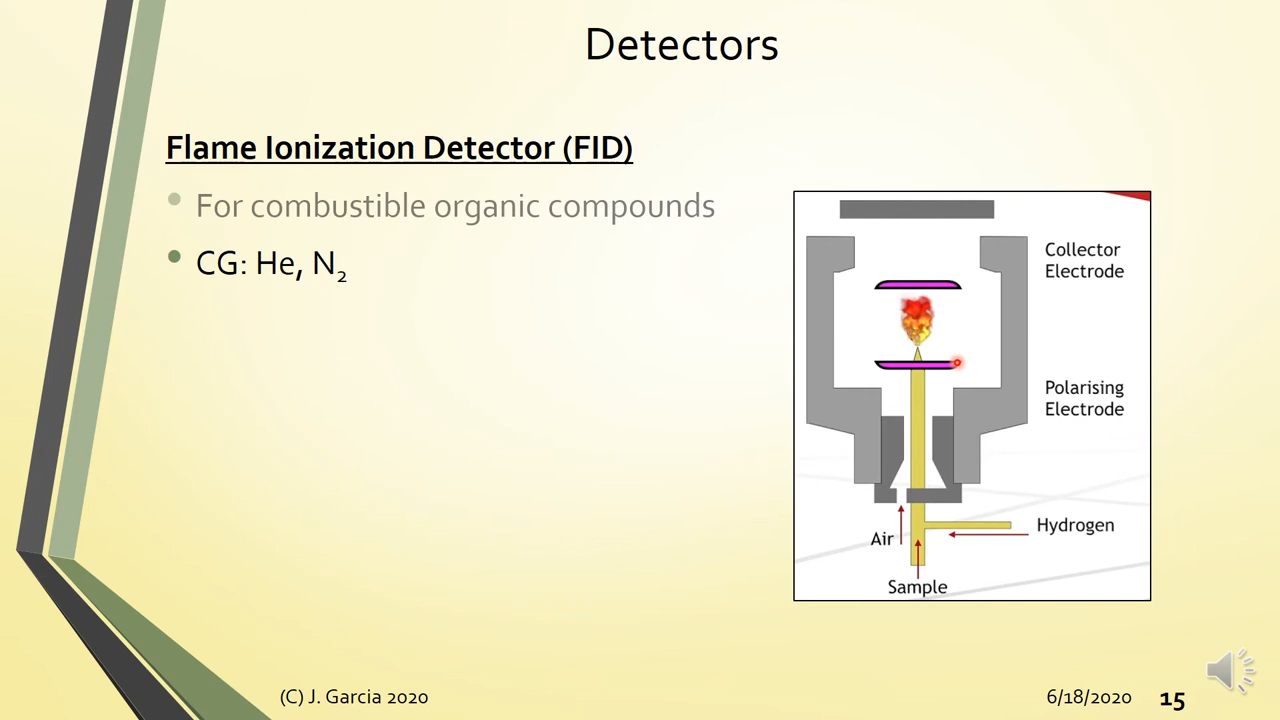 Detectors
Flame Ionization Detector (FID)
• For combustible organic compounds
• CG: He, N₂
Collector
Electrode
Polarising
Electrode
Hydrogen
Air
Sample
(C) J. Garcia 2020
6/18/2020 15